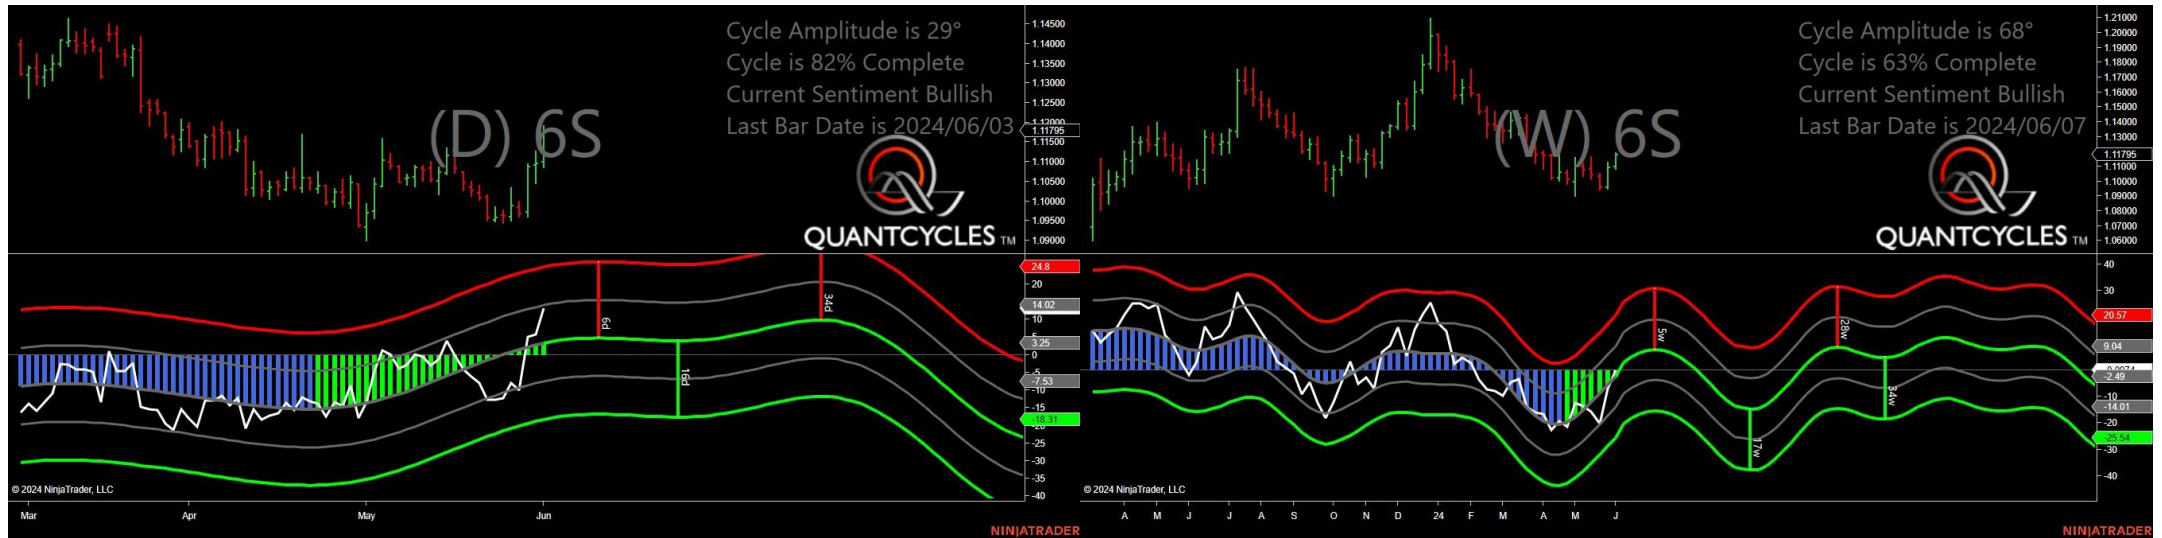 Cycle Amplitude is 29°
Cycle is 82% Complete
Current Sentiment Bullish
Last Bar Date is 2024/06/03
(D) 6S
QUANTCYCLES TM
1.14500
1.14000
1.13500
1.13000
1.12500
1.12000
1.11795
1.11500
1.11000
1.10500
1.10000
1.09500
1.09000
24.8
20
14.02
10
5
3.25
0
-5
-7.53
-10
-15
-18.31
-20
-25
-30
-35
-40
6d
16d
34d
© 2024 NinjaTrader, LLC
Mar Apr May Jun
NINJATRADER
Cycle Amplitude is 68°
Cycle is 63% Complete
Current Sentiment Bullish
Last Bar Date is 2024/06/07
(W) 6S
QUANTCYCLES TM
1.21000
1.20000
1.19000
1.18000
1.17000
1.16000
1.15000
1.14000
1.13000
1.11795
1.11000
1.10000
1.09000
1.08000
1.07000
1.06000
40
30
20.57
9.04
-2.49
-10
-14.01
-20
-25.54
-30
-40
5w
17w
28w
34w
© 2024 NinjaTrader, LLC
A M J J A S O N D 24 F M A M J
NINJATRADER